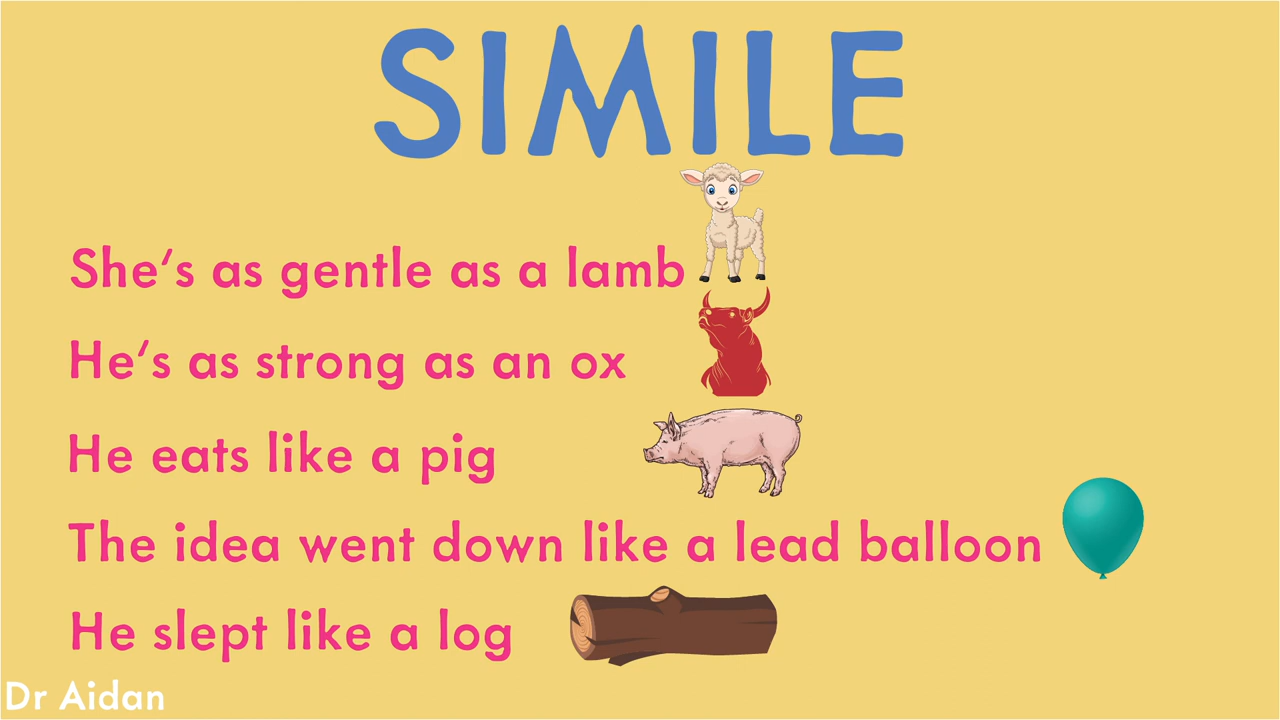 SIMILE
She's as gentle as a lamb
He's as strong as an ox
He eats like a pig
The idea went down like a lead balloon
He slept like a log
Dr Aidan